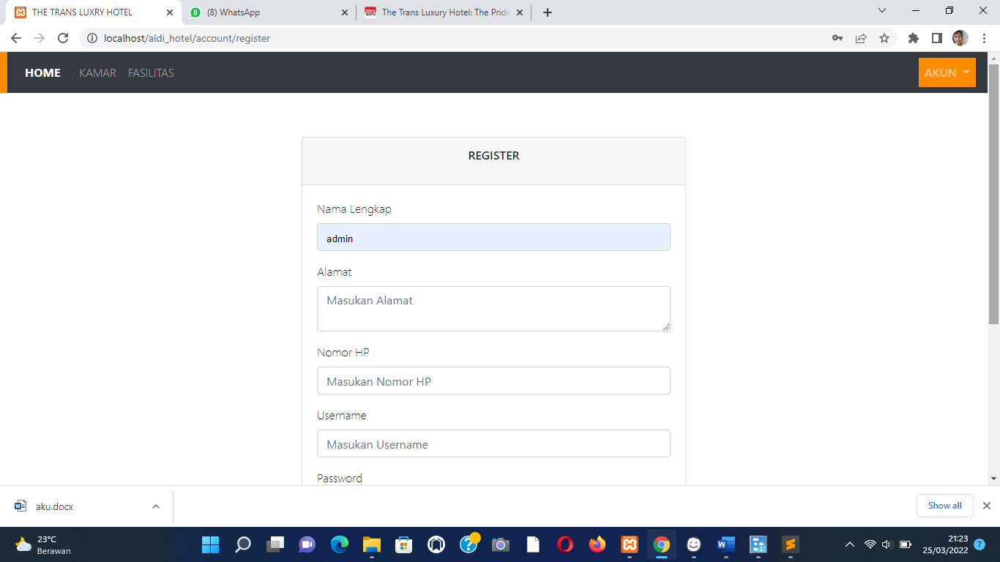 THE TRANS LUXRY HOTEL
(8) WhatsApp
The Trans Luxury Hotel: The Pride
localhost/aldi_hotel/account/register
HOME KAMAR FASILITAS AKUN
REGISTER
Nama Lengkap
admin
Alamat
Masukan Alamat
Nomor HP
Masukan Nomor HP
Username
Masukan Username
Password
aku.docx
Show all
23°C
Berawan
21:23
25/03/2022
7